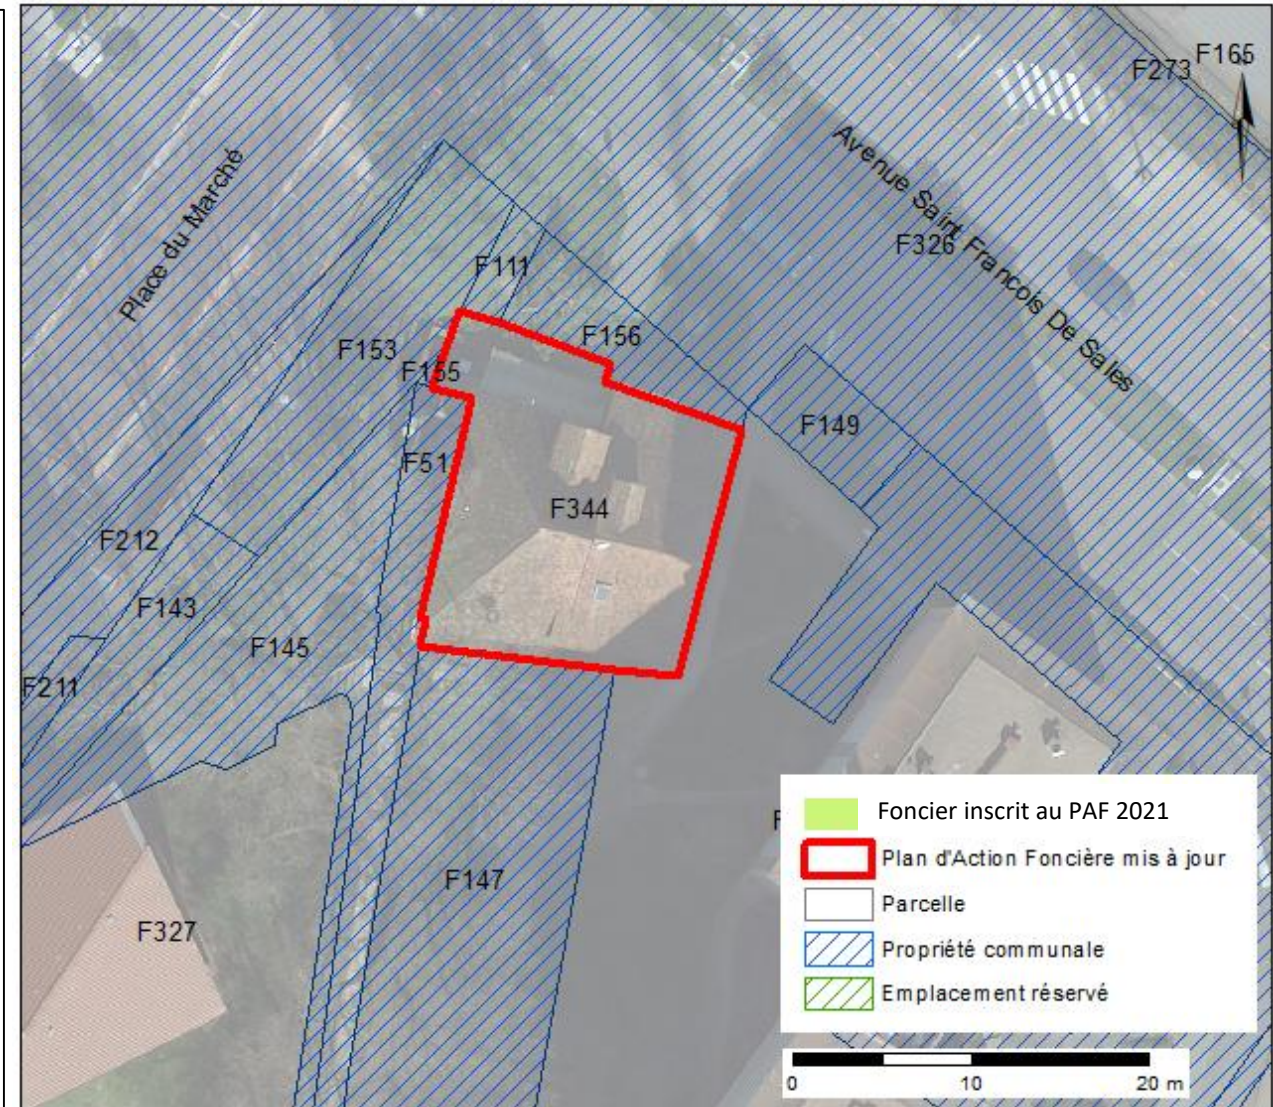 F165
F273
Avenue Saint Francois De Sales
Place du Marché
F326
F111
F156
F153
F155
F149
F51
F344
F212
F143
F145
F211
F147
F327
F
Foncier inscrit au PAF 2021
Plan d'Action Foncière mis à jour
Parcelle
Propriété communale
Emplacement réservé
0 10 20 m